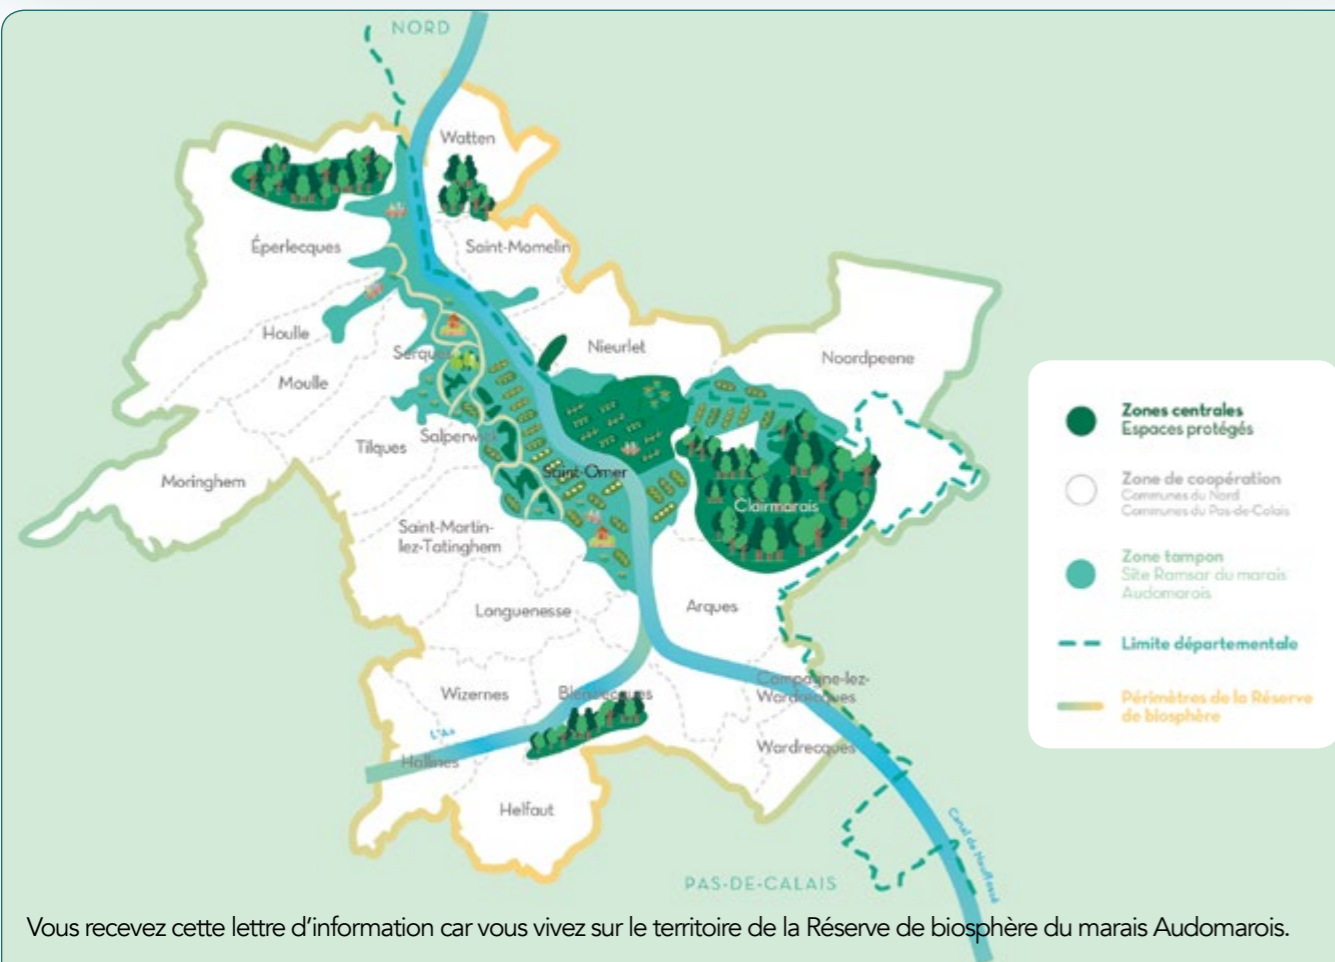 NORD
Watten
Éperlecques
Saint-Momelin
Houlle
Nieurlet
Noordpeene
Serques
Moulle
Tilques
Salperwick
Saint-Omer
Moringhem
Clairmarais
Saint-Martin-
lez-Tatinghem
Longuenesse
Arques
Wizernes
Blendecques
Campagne-lez-
Wardrecques
L'Aa
Hallines
Wardrecques
Helfaut
Canal de Neuffossé
PAS-DE-CALAIS
Zones centrales
Espaces protégés
Zone de coopération
Communes du Nord
Communes du Pas-de-Calais
Zone tampon
Site Ramsar du marais
Audomarois
Limite départementale
Périmètres de la Réserve
de biosphère
Vous recevez cette lettre d'information car vous vivez sur le territoire de la Réserve de biosphère du marais Audomarois.